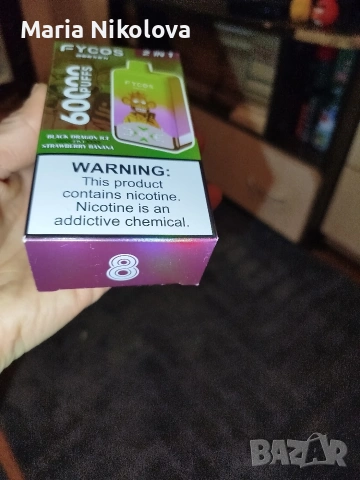 Maria Nikolova
FYCOS
2 IN 1
60000
PUFFS
FYCOS
BLACK DRAGON ICE
STRAWBERRY BANANA
WARNING:
This product
contains nicotine.
Nicotine is an
addictive chemical.
8
BAZAR